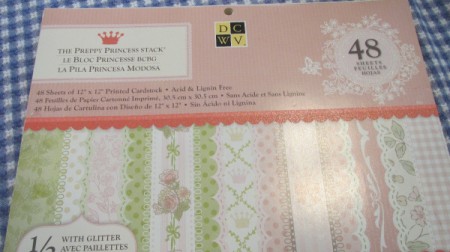 DC
WV
THE PREPPY PRINCESS STACK™
LE BLOC PRINCESSE BCBG
LA PILA PRINCESA MODOSA
48
SHEETS
FEUILLES
HOJAS
48 Sheets of 12" x 12" Printed Cardstock • Acid & Lignin Free
48 Feuilles de Papier Cartonné Imprimé, 30.5 cm x 30.5 cm • Sans Acide et Sans Lignine
48 Hojas de Cartulina con Diseño de 12" x 12" • Sin Ácido ni Lignina
1/2
WITH GLITTER
AVEC PAILLETTES